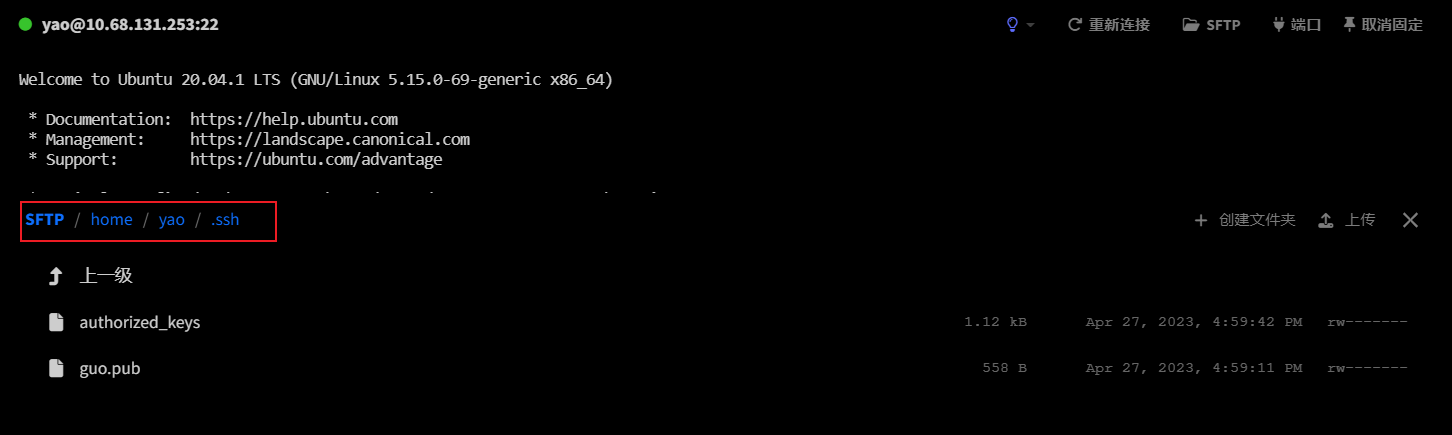 yao@10.68.131.253:22 重新连接 SFTP 端口 取消固定
Welcome to Ubuntu 20.04.1 LTS (GNU/Linux 5.15.0-69-generic x86_64)
* Documentation: https://help.ubuntu.com
* Management: https://landscape.canonical.com
* Support: https://ubuntu.com/advantage
SFTP / home / yao / .ssh + 创建文件夹 上传
上一级
authorized_keys 1.12 kB Apr 27, 2023, 4:59:42 PM rw-------
guo.pub 558 B Apr 27, 2023, 4:59:11 PM rw-------